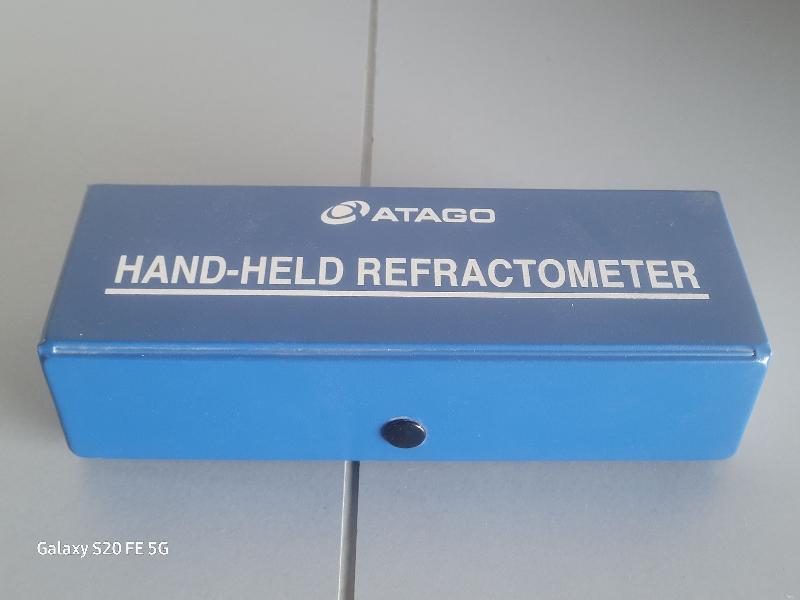 ATAGO
HAND-HELD REFRACTOMETER
Galaxy S20 FE 5G